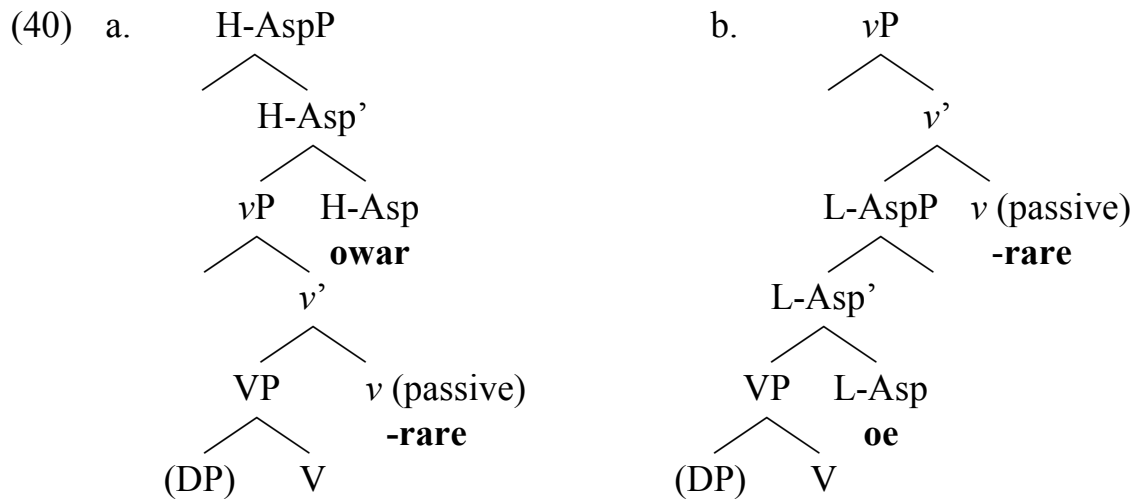 (40) a. H-AspP b. vP
H-Asp’ v’
vP H-Asp L-AspP v (passive)
owar -rare
v’ L-Asp’
VP v (passive) VP L-Asp
-rare oe
(DP) V (DP) V